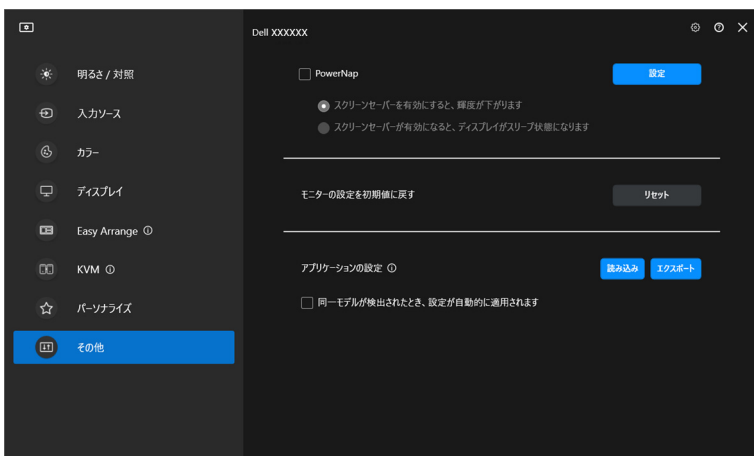 Dell XXXXXX
明るさ / 対照
入力ソース
カラー
ディスプレイ
Easy Arrange
KVM
パーソナライズ
その他
PowerNap
設定
スクリーンセーバーを有効にすると、輝度が下がります
スクリーンセーバーが有効になると、ディスプレイがスリープ状態になります
モニターの設定を初期値に戻す
リセット
アプリケーションの設定
読み込み
エクスポート
同一モデルが検出されたとき、設定が自動的に適用されます